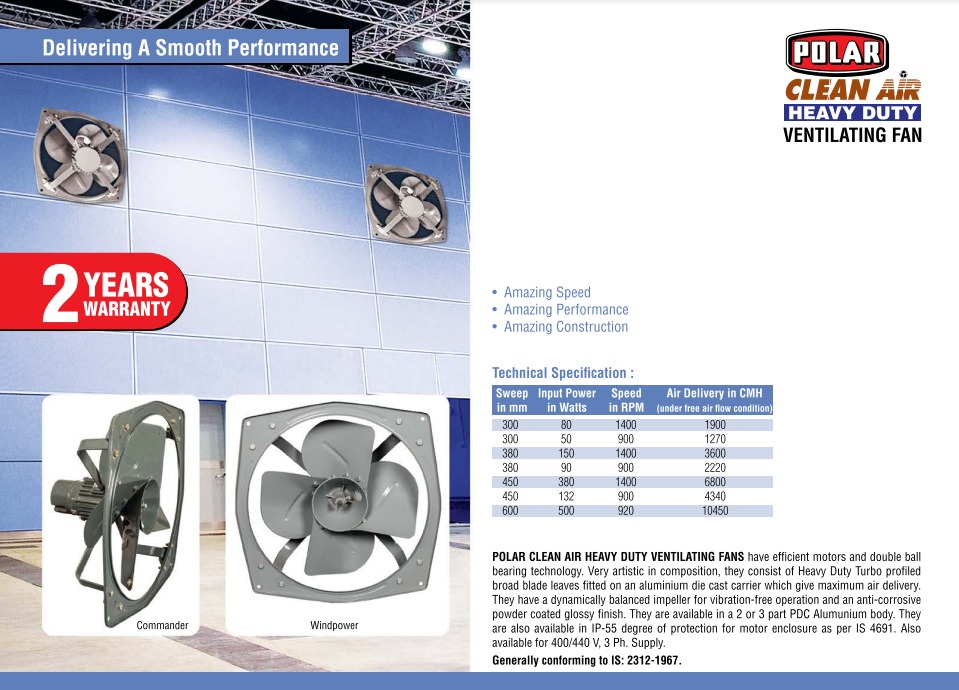 Delivering A Smooth Performance
2 YEARS
WARRANTY
Commander
Windpower
POLAR
CLEAN AIR
HEAVY DUTY
VENTILATING FAN
• Amazing Speed
• Amazing Performance
• Amazing Construction
Technical Specification :
Sweep Input Power Speed Air Delivery in CMH
in mm in Watts in RPM (under free air flow condition)
300 80 1400 1900
300 50 900 1270
380 150 1400 3600
380 90 900 2220
450 380 1400 6800
450 132 900 4340
600 500 920 10450
POLAR CLEAN AIR HEAVY DUTY VENTILATING FANS have efficient motors and double ball
bearing technology. Very artistic in composition, they consist of Heavy Duty Turbo profiled
broad blade leaves fitted on an aluminium die cast carrier which give maximum air delivery.
They have a dynamically balanced impeller for vibration-free operation and an anti-corrosive
powder coated glossy finish. They are available in a 2 or 3 part PDC Alumunium body. They
are also available in IP-55 degree of protection for motor enclosure as per IS 4691. Also
available for 400/440 V, 3 Ph. Supply.
Generally conforming to IS: 2312-1967.